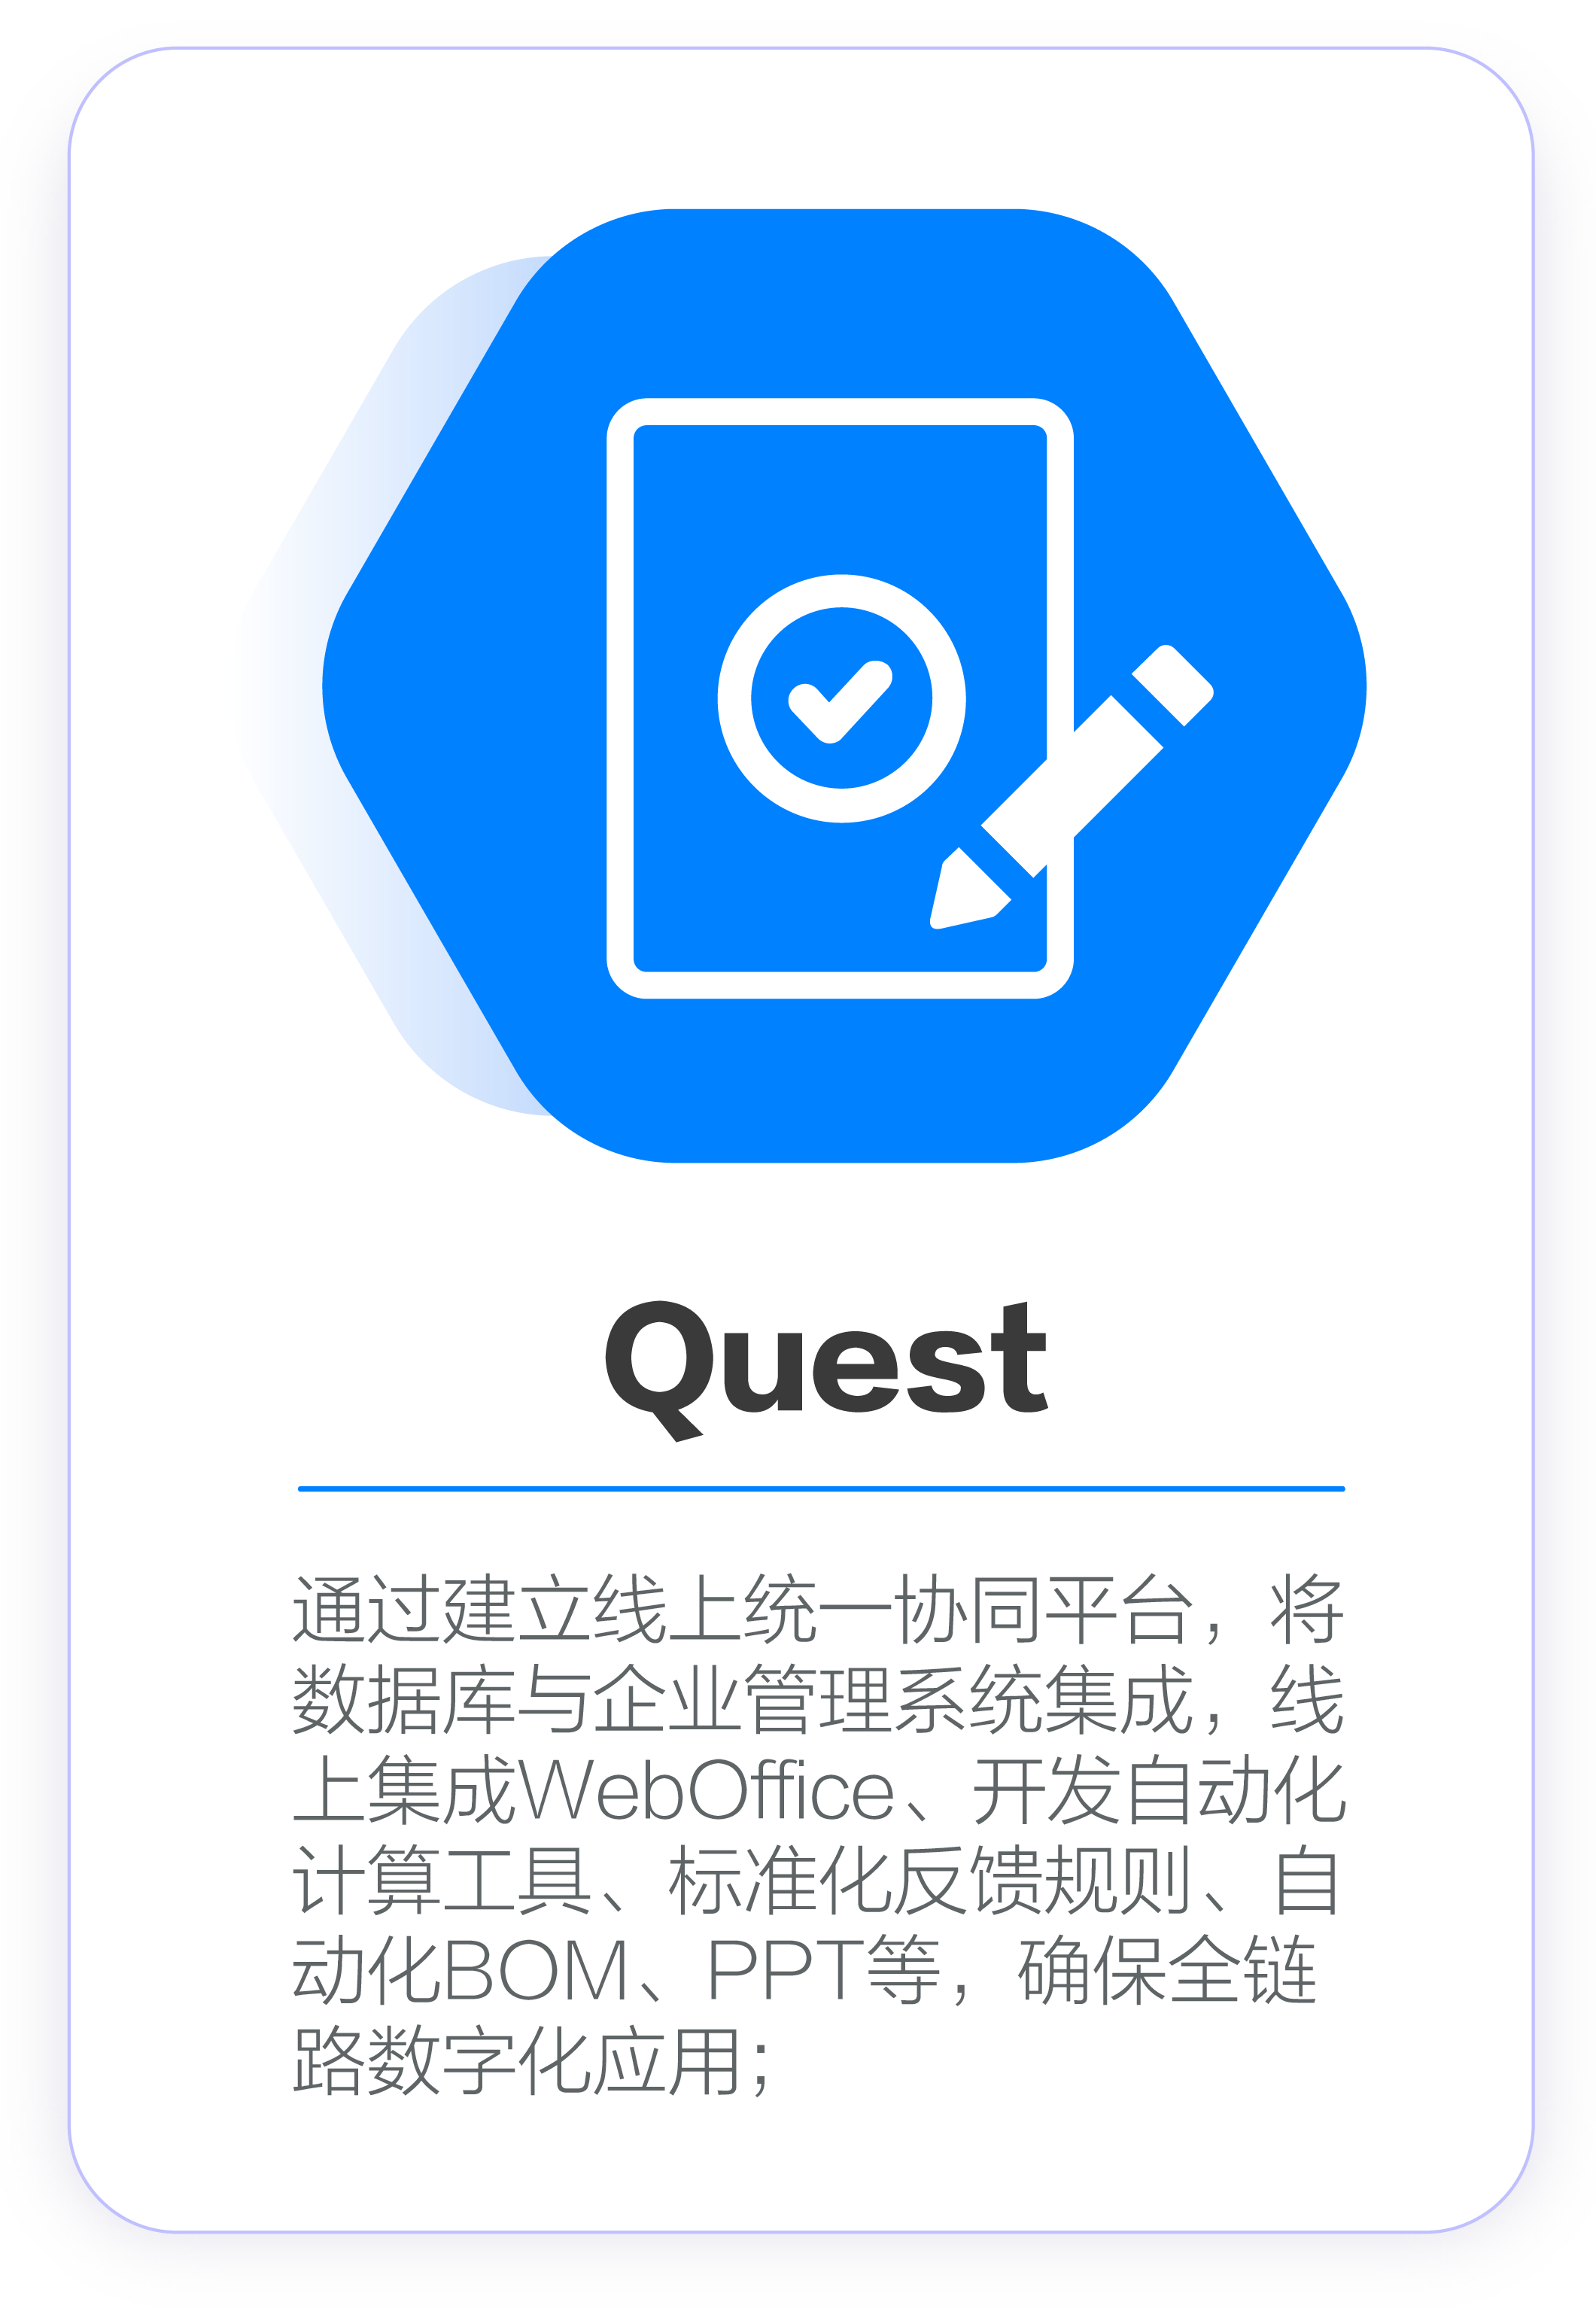 Quest
通过建立线上统一协同平台，将
数据库与企业管理系统集成，线
上集成WebOffice、开发自动化
计算工具、标准化反馈规则、自
动化BOM、PPT等，确保全链
路数字化应用；